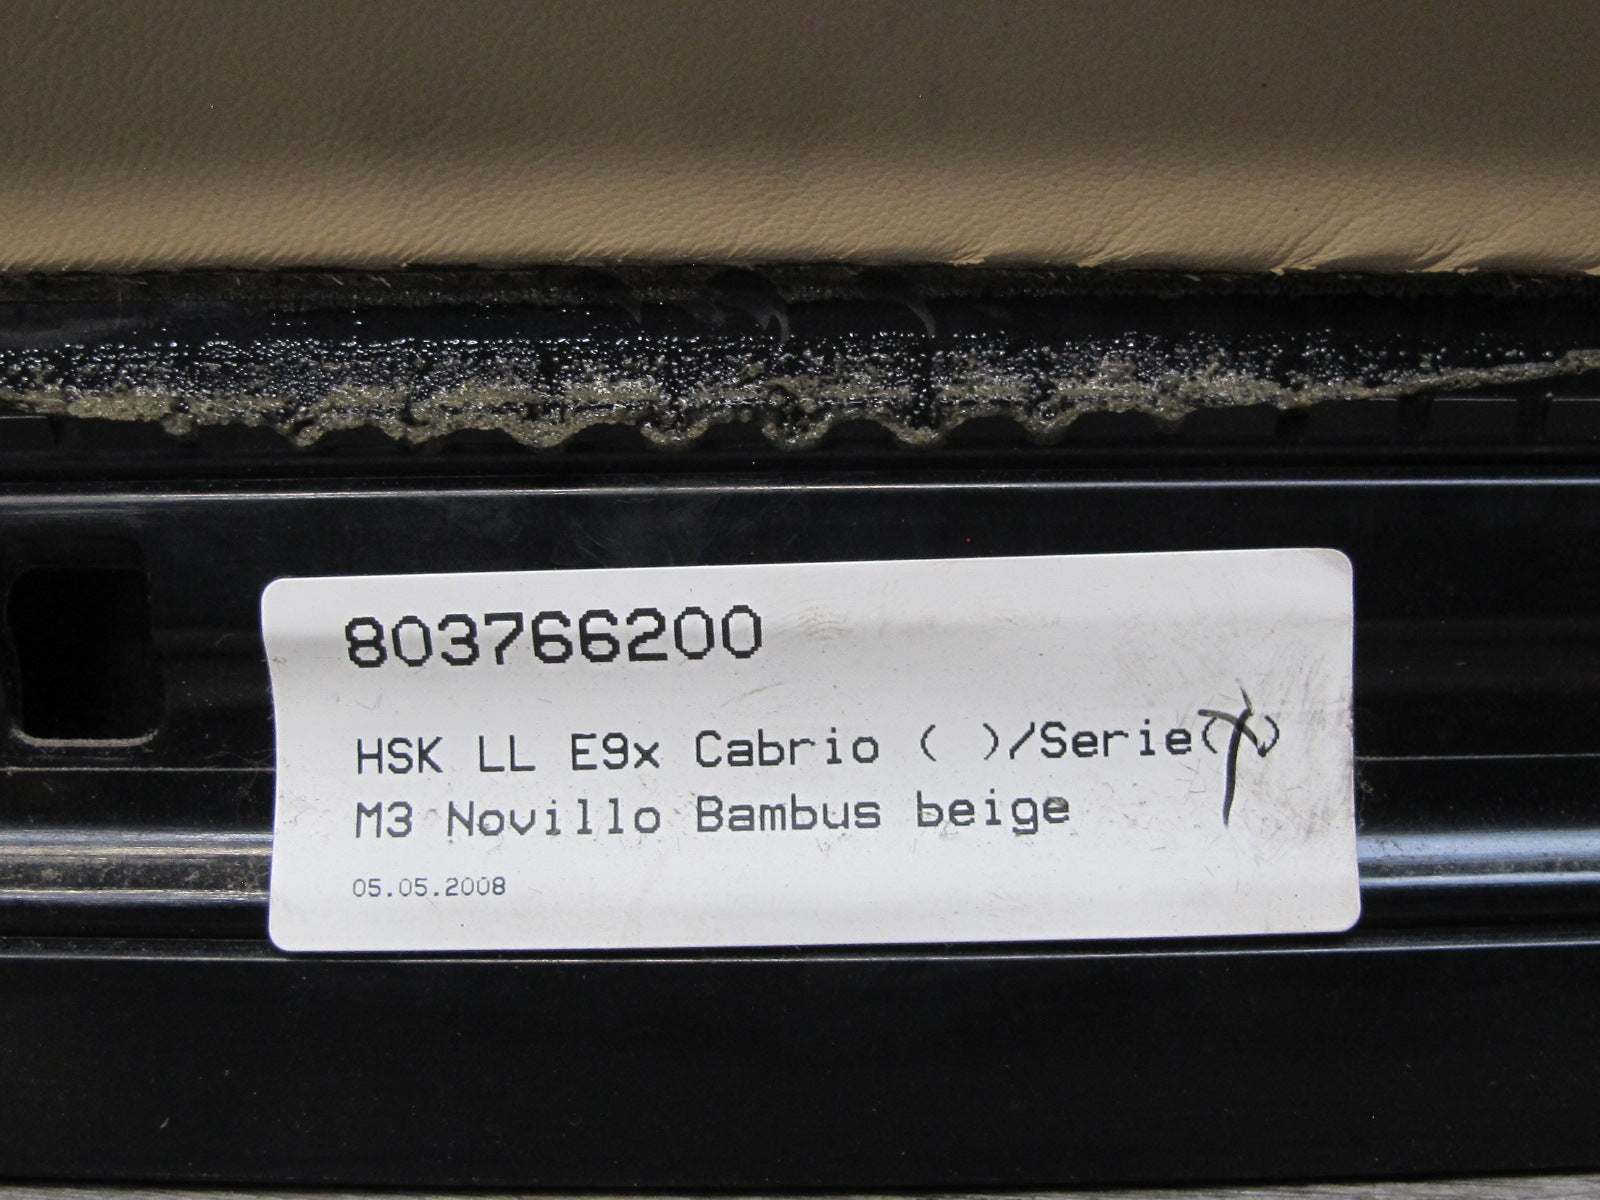 803766200
HSK LL E9x Cabrio ( )/Serie(X)
M3 Novillo Bambus beige
05.05.2008